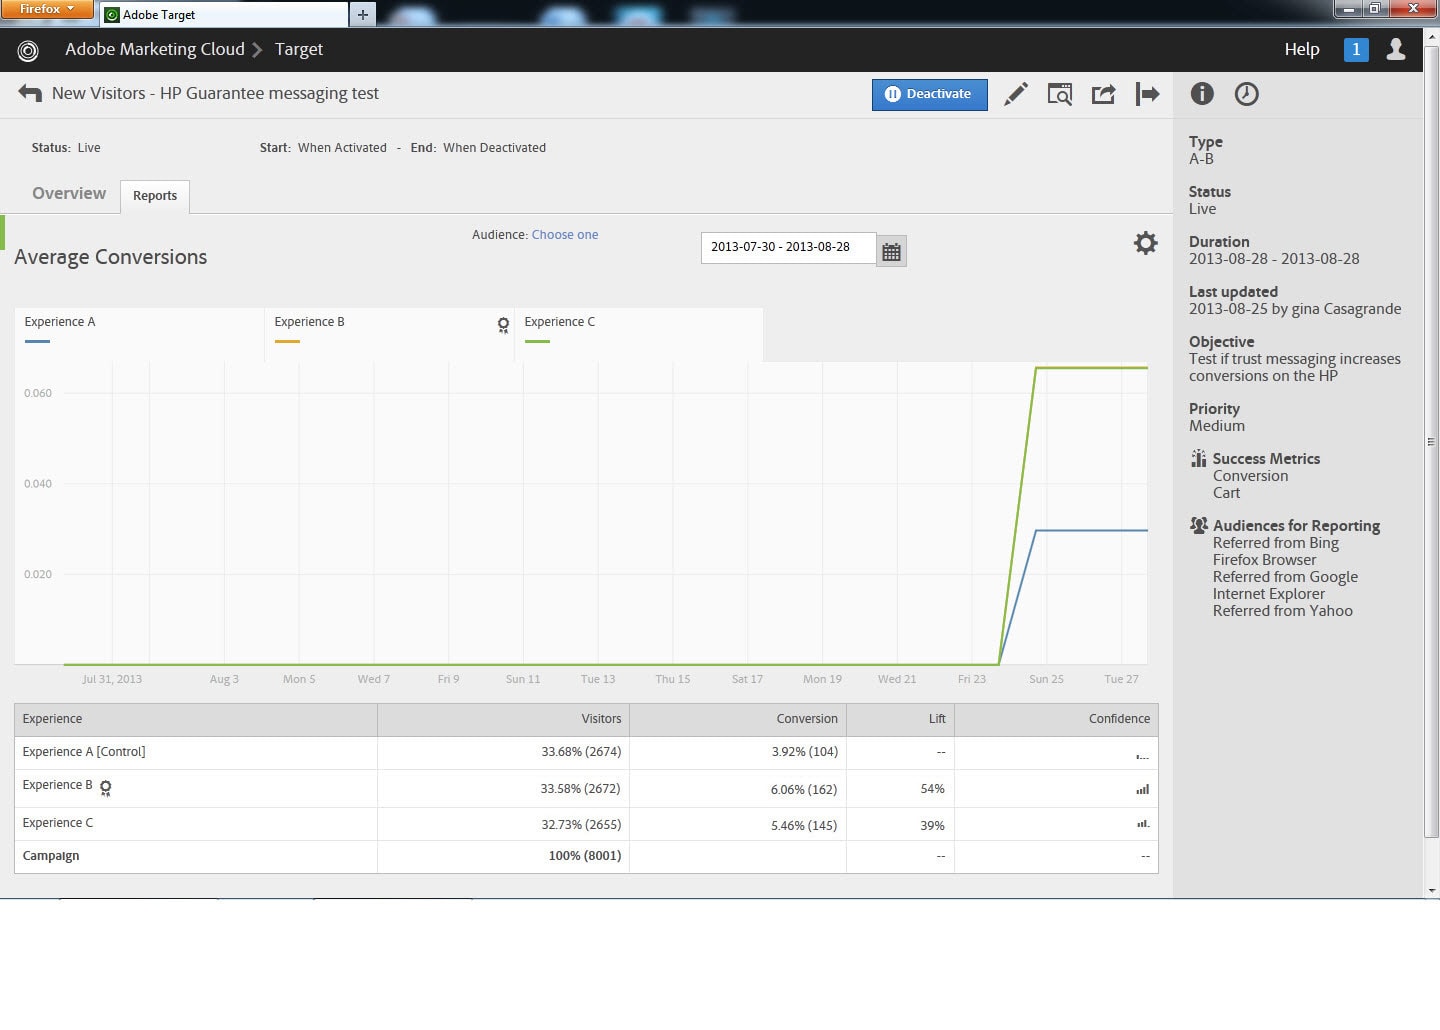 Firefox
Adobe Target
Adobe Marketing Cloud Target
Help 1
New Visitors - HP Guarantee messaging test
Deactivate
Status: Live
Start: When Activated - End: When Deactivated
Overview
Reports
Audience: Choose one
2013-07-30 - 2013-08-28
Average Conversions
Experience A
Experience B
Experience C
0.060
0.040
0.020
Jul 31, 2013 Aug 3 Mon 5 Wed 7 Fri 9 Sun 11 Tue 13 Thu 15 Sat 17 Mon 19 Wed 21 Fri 23 Sun 25 Tue 27
Experience Visitors Conversion Lift Confidence
Experience A [Control] 33.68% (2674) 3.92% (104) --
Experience B 33.58% (2672) 6.06% (162) 54%
Experience C 32.73% (2655) 5.46% (145) 39%
Campaign 100% (8001) -- --
Type
A-B
Status
Live
Duration
2013-08-28 - 2013-08-28
Last updated
2013-08-25 by gina Casagrande
Objective
Test if trust messaging increases
conversions on the HP
Priority
Medium
Success Metrics
Conversion
Cart
Audiences for Reporting
Referred from Bing
Firefox Browser
Referred from Google
Internet Explorer
Referred from Yahoo